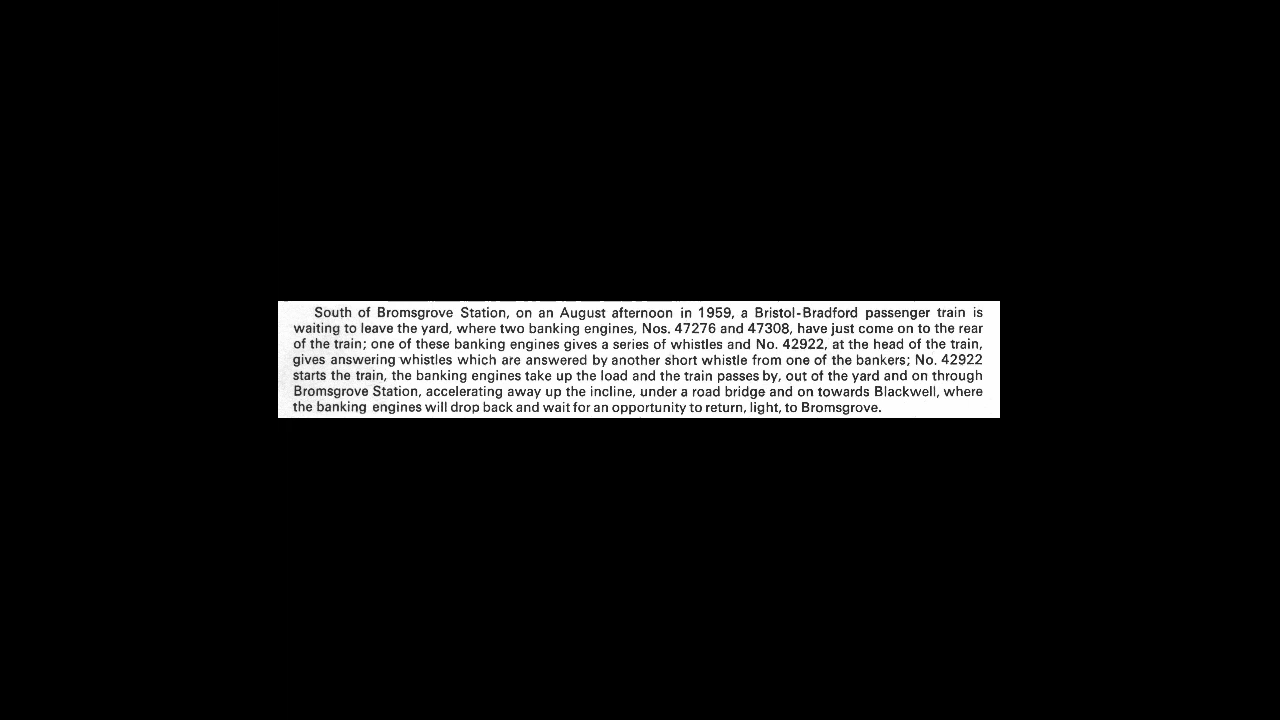 South of Bromsgrove Station, on an August afternoon in 1959, a Bristol-Bradford passenger train is
waiting to leave the yard, where two banking engines, Nos. 47276 and 47308, have just come on to the rear
of the train; one of these banking engines gives a series of whistles and No. 42922, at the head of the train,
gives answering whistles which are answered by another short whistle from one of the bankers; No. 42922
starts the train, the banking engines take up the load and the train passes by, out of the yard and on through
Bromsgrove Station, accelerating away up the incline, under a road bridge and on towards Blackwell, where
the banking engines will drop back and wait for an opportunity to return, light, to Bromsgrove.